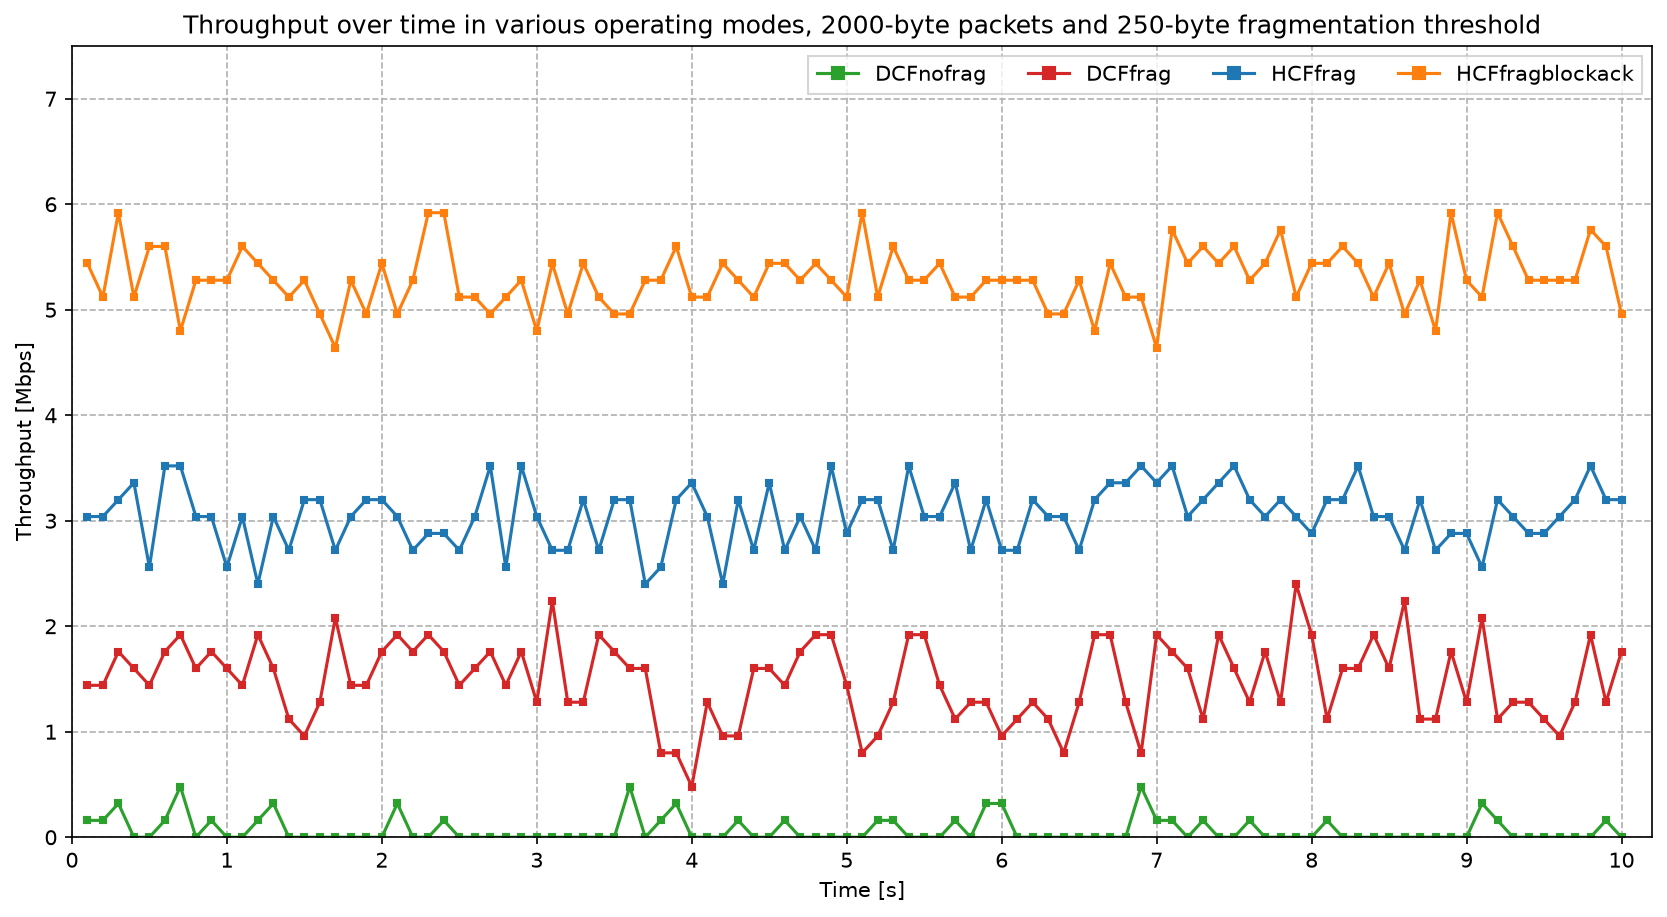 Throughput over time in various operating modes, 2000-byte packets and 250-byte fragmentation threshold
DCFnofrag DCFfrag HCFfrag HCFfragblockack
Throughput [Mbps]
7
6
5
4
3
2
1
0
0 1 2 3 4 5 6 7 8 9 10
Time [s]